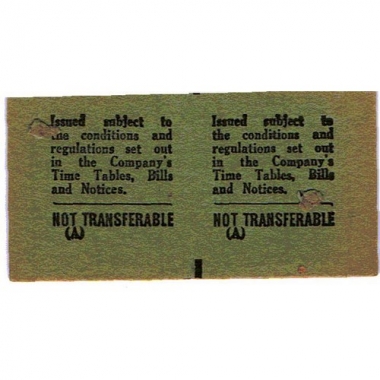 Issued subject to
the conditions and
regulations set out
in the Company's
Time Tables, Bills
and Notices.
NOT TRANSFERABLE
(A)
Issued subject to
the conditions and
regulations set out
in the Company's
Time Tables, Bills
and Notices.
NOT TRANSFERABLE
(A)